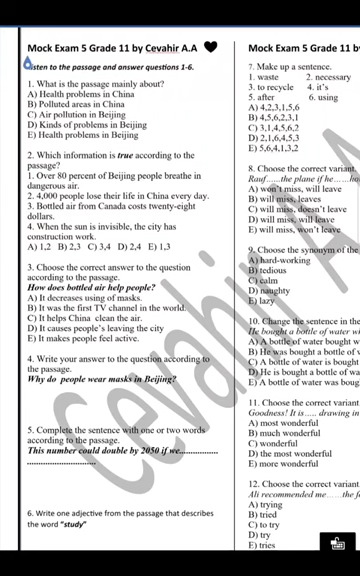 Mock Exam 5 Grade 11 by Cevahir A.A
Listen to the passage and answer questions 1-6.
1. What is the passage mainly about?
A) Health problems in China
B) Polluted areas in China
C) Air pollution in Beijing
D) Kinds of problems in Beijing
E) Health problems in Beijing
2. Which information is true according to the
passage?
1. Over 80 percent of Beijing people breathe in
dangerous air.
2. 4,000 people lose their life in China every day.
3. Bottled air from Canada costs twenty-eight
dollars.
4. When the sun is invisible, the city has
construction work.
A) 1,2 B) 2,3 C) 3,4 D) 2,4 E) 1,3
3. Choose the correct answer to the question
according to the passage.
How does bottled air help people?
A) It decreases using of masks.
B) It was the first TV channel in the world.
C) It helps China clean the air.
D) It causes people's leaving the city
E) It makes people feel active.
4. Write your answer to the question according to
the passage.
Why do people wear masks in Beijing?
5. Complete the sentence with one or two words
according to the passage.
This number could double by 2050 if we.................
..............................
6. Write one adjective from the passage that describes
the word "study"
Mock Exam 5 Grade 11 b
7. Make up a sentence.
1. waste 2. necessary
3. to recycle 4. it's
5. after 6. using
A) 4,2,3,1,5,6
B) 4,5,6,2,3,1
C) 3,1,4,5,6,2
D) 2,1,6,4,5,3
E) 5,6,4,1,3,2
8. Choose the correct variant.
Rauf......the plane if he......
A) won't miss, will leave
B) will miss, leaves
C) will miss, doesn't leave
D) will miss, will leave
E) will miss, won't leave
9. Choose the synonym of the
A) hard-working
B) tedious
C) calm
D) naughty
E) lazy
10. Change the sentence in the
He bought a bottle of water
A) A bottle of water bought
B) He was bought a bottle of
C) A bottle of water is bought
D) He is bought a bottle of
E) A bottle of water was
11. Choose the correct variant
Goodness! It is ..... drawing in
A) most wonderful
B) much wonderful
C) wonderful
D) the most wonderful
E) more wonderful
12. Choose the correct variant
Ali recommended me......the
A) trying
B) tried
C) to try
D) try
E) tries
Cevahir A.A